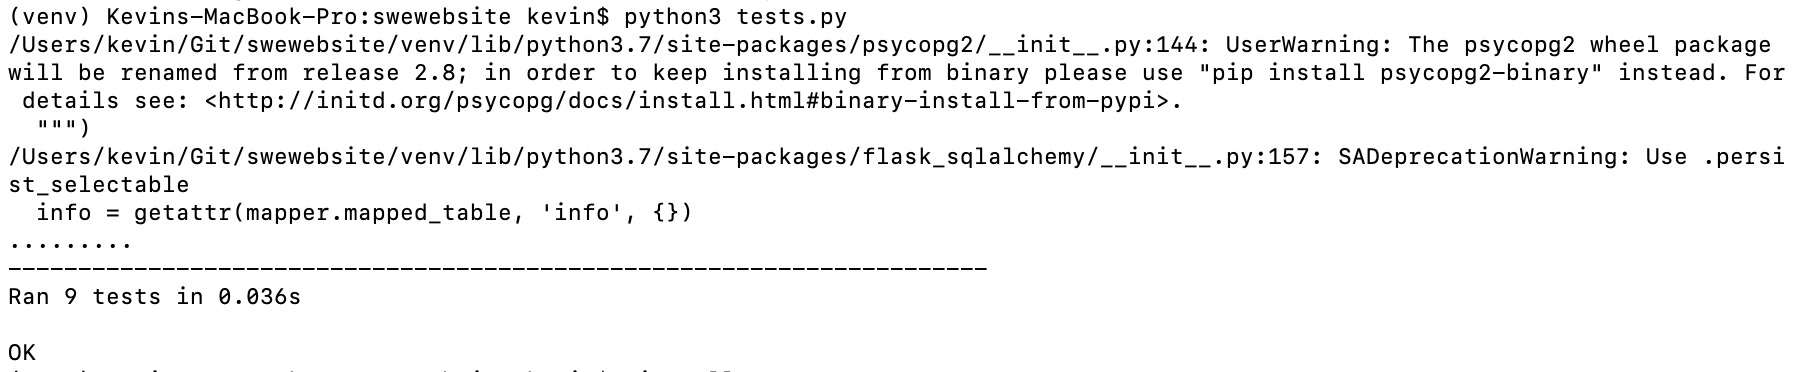 (venv) Kevins-MacBook-Pro:swewebsite kevin$ python3 tests.py
/Users/kevin/Git/swewebsite/venv/lib/python3.7/site-packages/psycopg2/__init__.py:144: UserWarning: The psycopg2 wheel package
will be renamed from release 2.8; in order to keep installing from binary please use "pip install psycopg2-binary" instead. For
 details see: <http://initd.org/psycopg/docs/install.html#binary-install-from-pypi>.
  """)
/Users/kevin/Git/swewebsite/venv/lib/python3.7/site-packages/flask_sqlalchemy/__init__.py:157: SADeprecationWarning: Use .persi
st_selectable
  info = getattr(mapper.mapped_table, 'info', {})
.........
----------------------------------------------------------------------
Ran 9 tests in 0.036s

OK